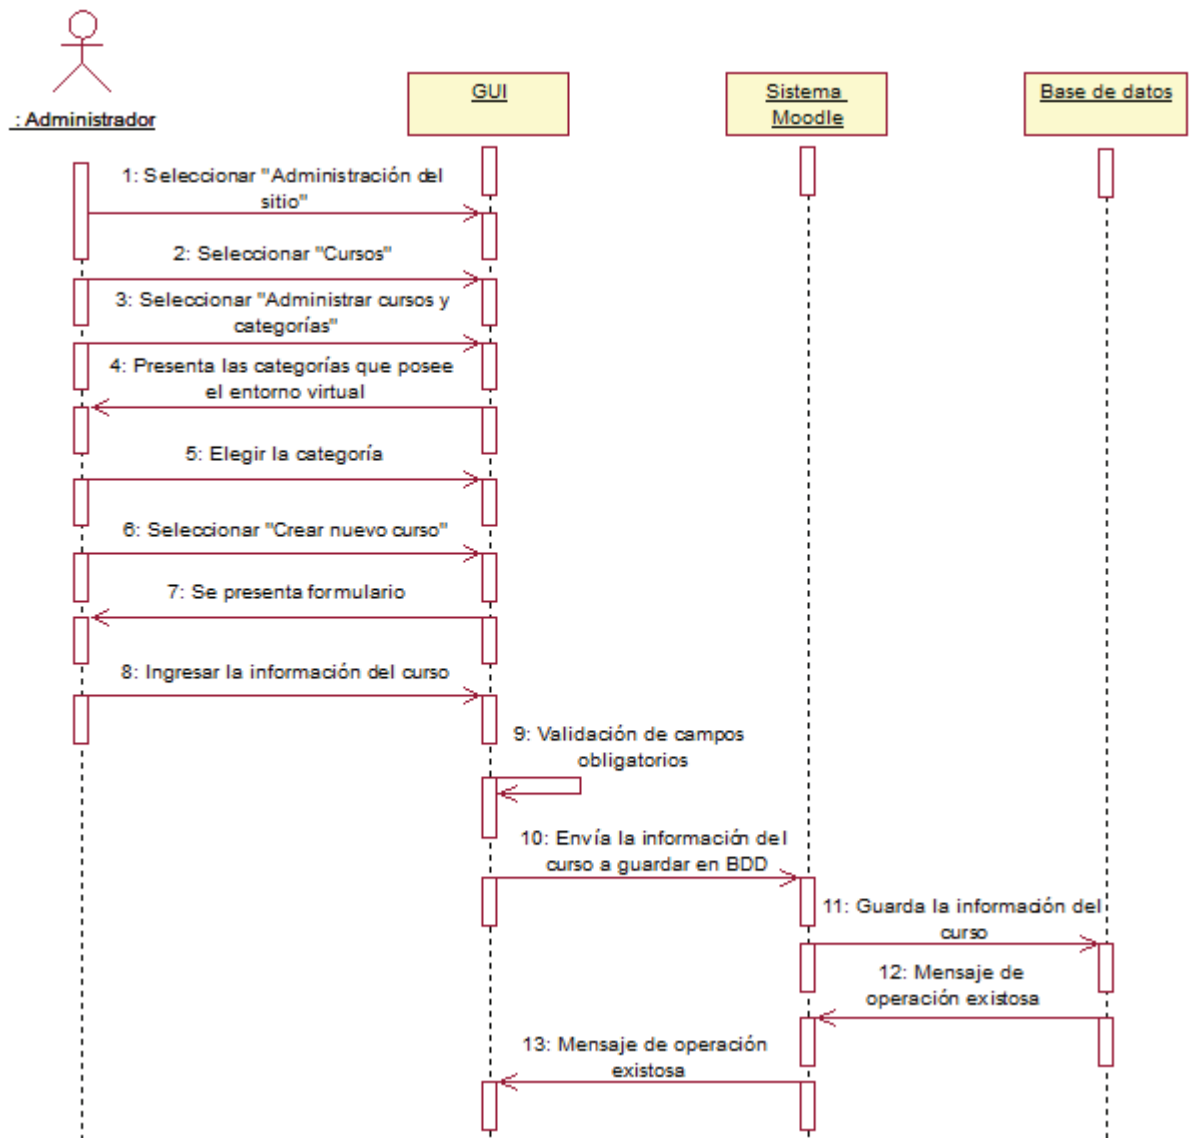 : Administrador
GUI
Sistema
Moodle
Base de datos
1: Seleccionar "Administración del
sitio"
2: Seleccionar "Cursos"
3: Seleccionar "Administrar cursos y
categorías"
4: Presenta las categorías que posee
el entorno virtual
5: Elegir la categoría
6: Seleccionar "Crear nuevo curso"
7: Se presenta formulario
8: Ingresar la información del curso
9: Validación de campos
obligatorios
10: Envía la información del
curso a guardar en BDD
11: Guarda la información del
curso
12: Mensaje de
operación existosa
13: Mensaje de operación
existosa